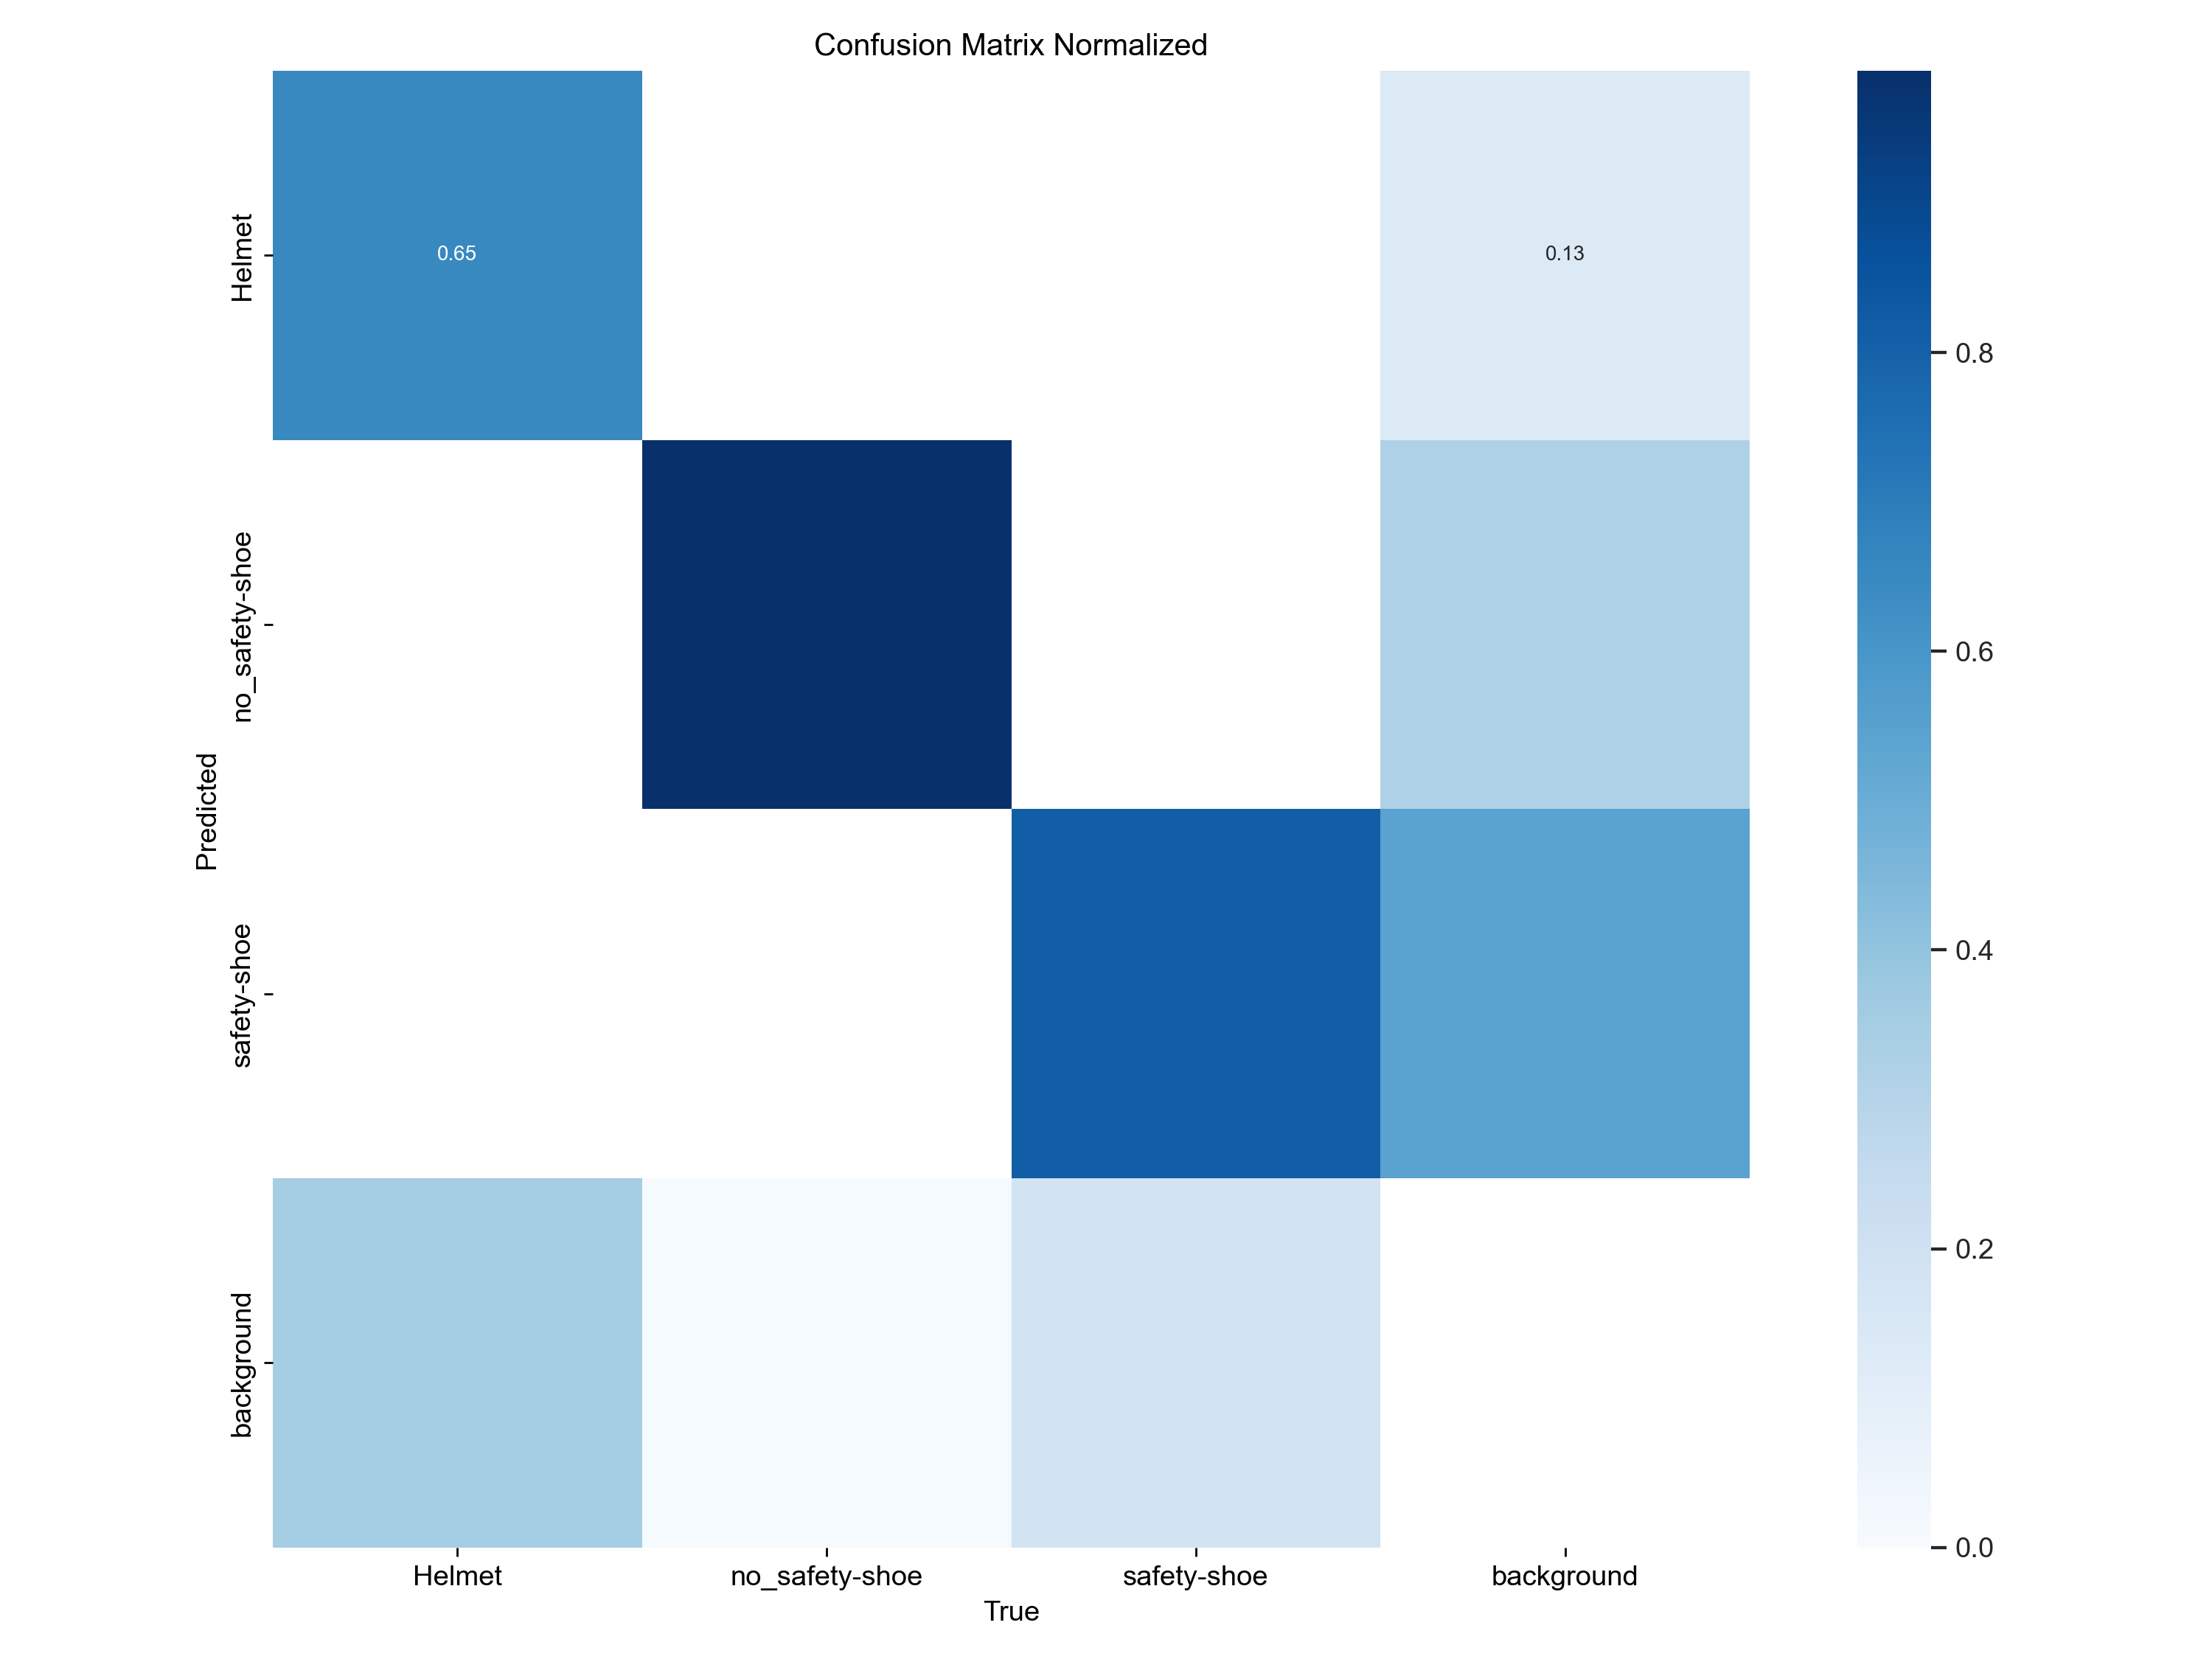 Confusion Matrix Normalized
Helmet
no_safety-shoe
safety-shoe
background
Predicted
0.65
0.13
Helmet
no_safety-shoe
safety-shoe
background
True
0.8
0.6
0.4
0.2
0.0